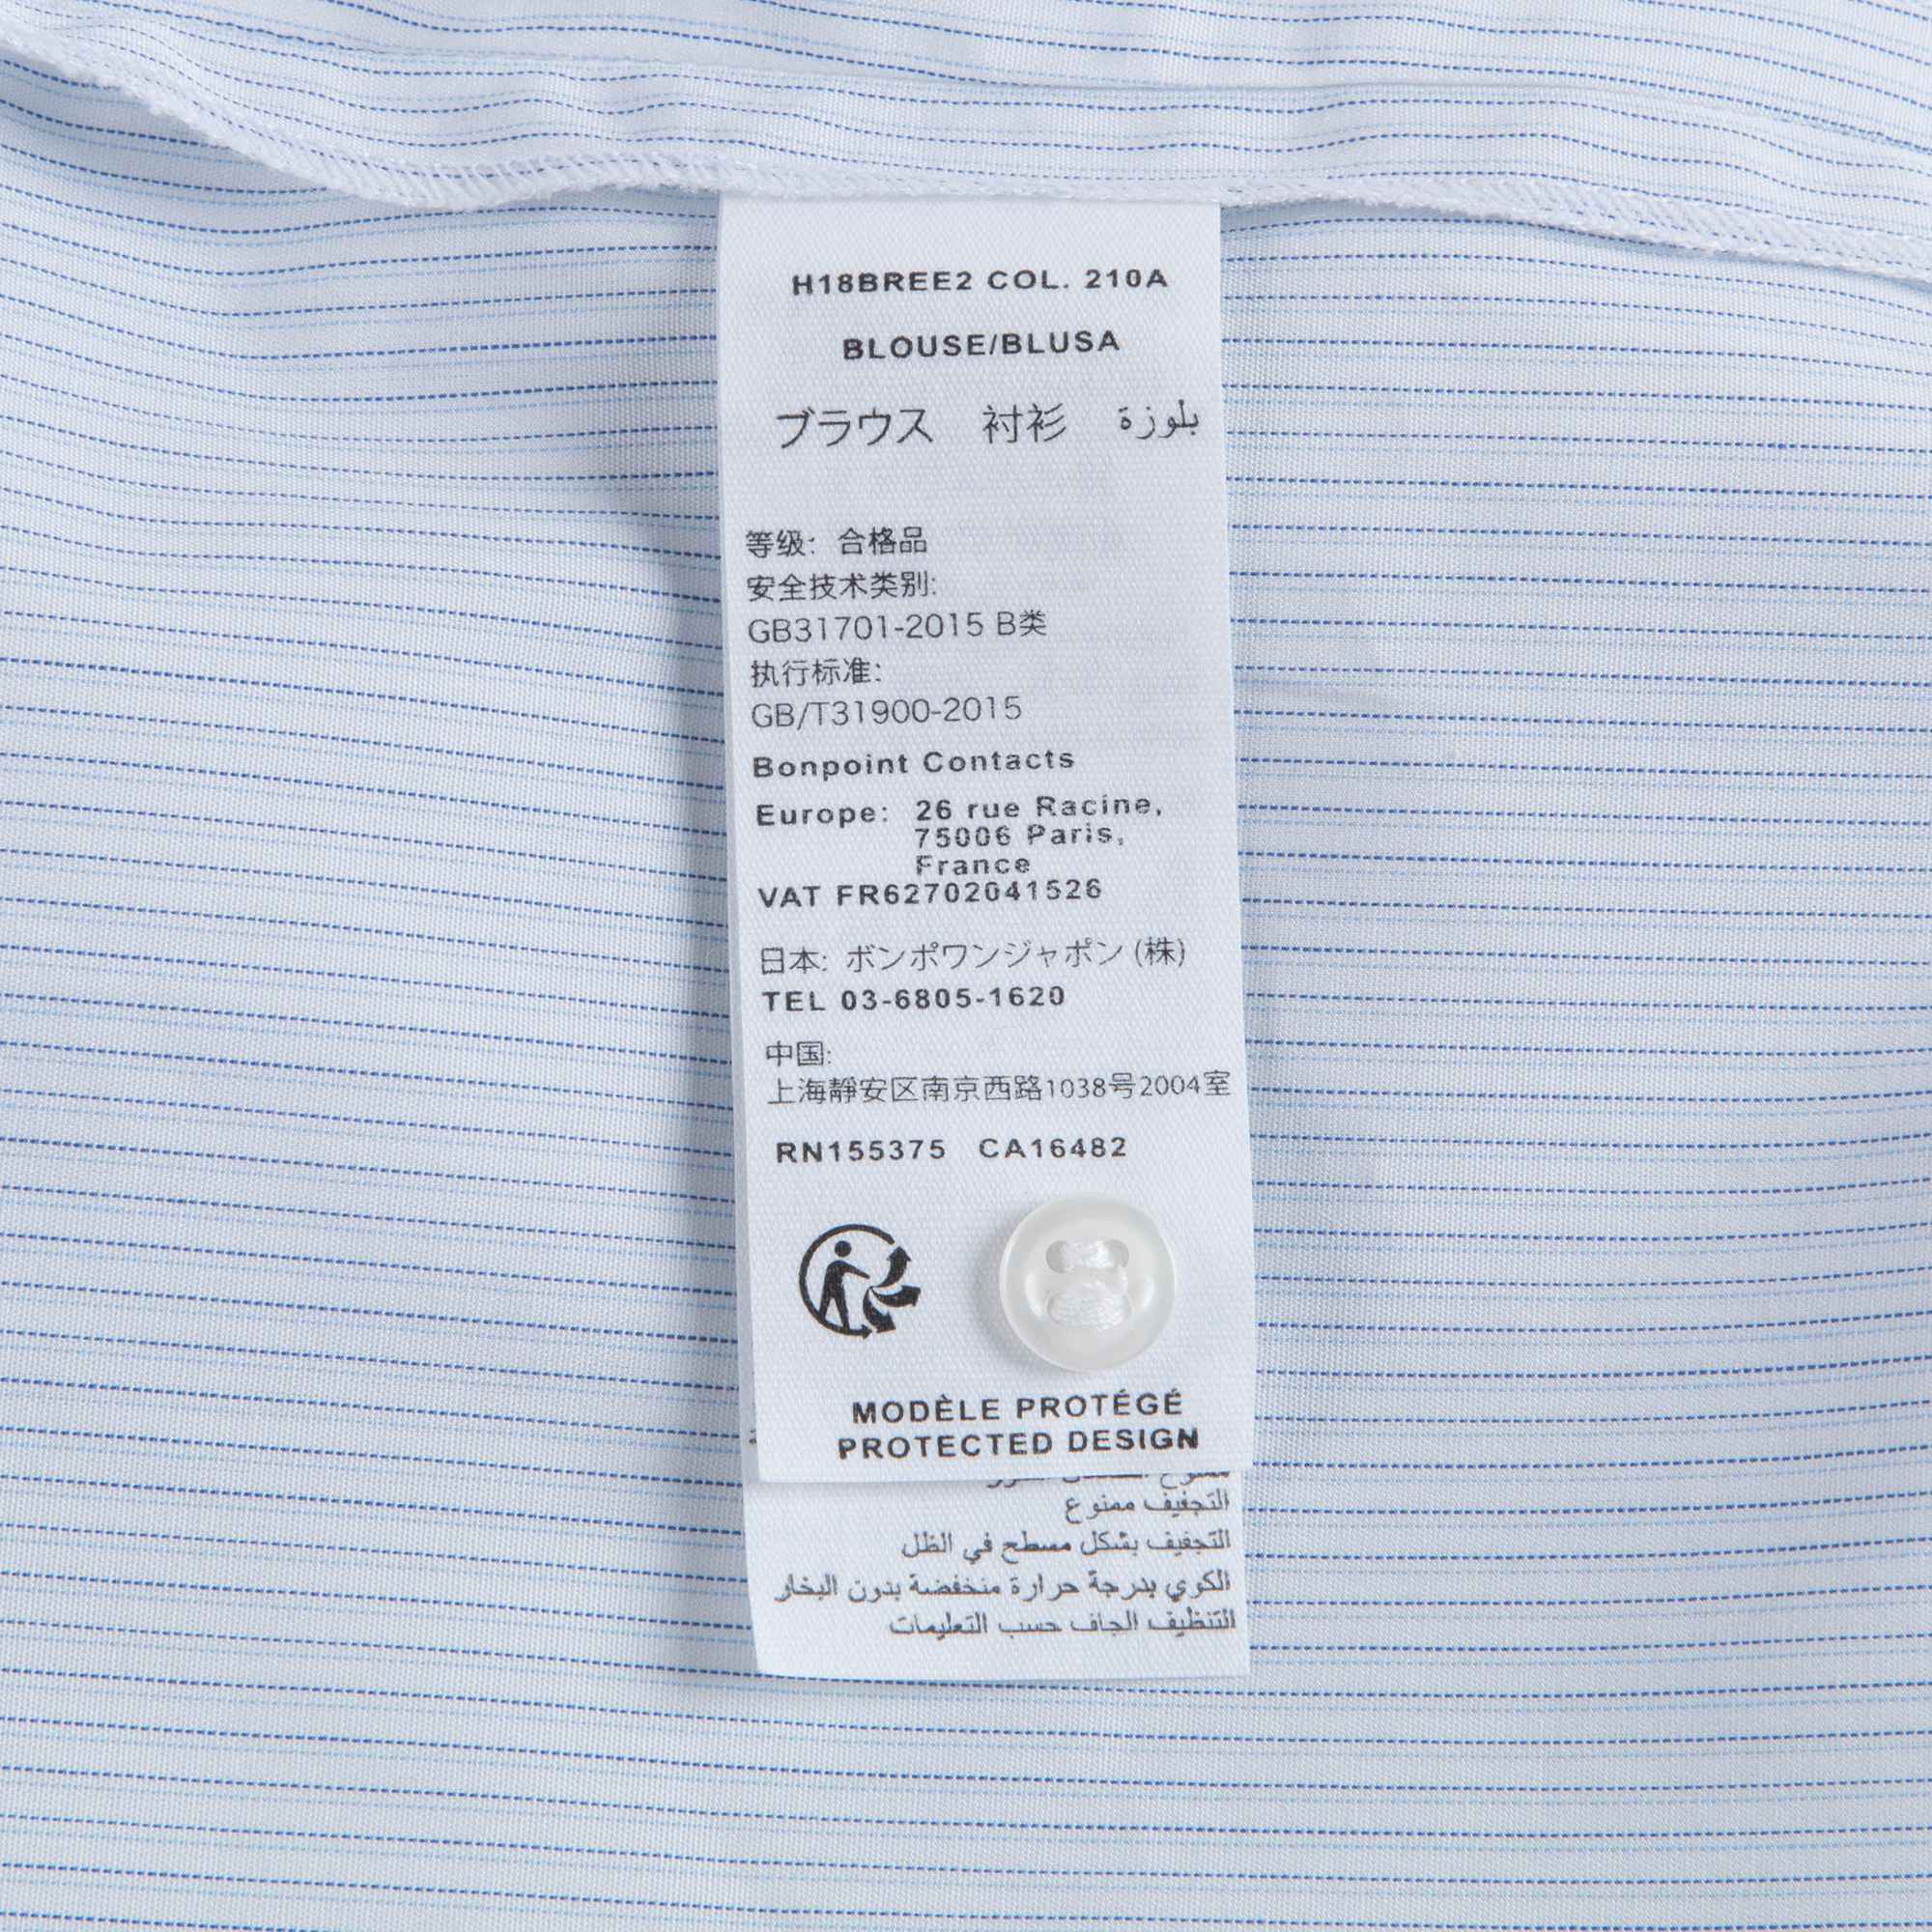 H18BREE2 COL. 210A
BLOUSE/BLUSA
ブラウス 衬衫 بلوزة
等级: 合格品
安全技术类别:
GB31701-2015 B类
执行标准:
GB/T31900-2015
Bonpoint Contacts
Europe: 26 rue Racine,
75006 Paris,
France
VAT FR62702041526
日本: ボンポワンジャポン (株)
TEL 03-6805-1620
中国:
上海靜安区南京西路1038号2004室
RN155375 CA16482
MODÈLE PROTÉGÉ
PROTECTED DESIGN
التجفيف ممنوع
التجفيف بشكل مسطح في الظل
الكوي بدرجة حرارة منخفضة بدون البخار
التنظيف الجاف حسب التعليمات